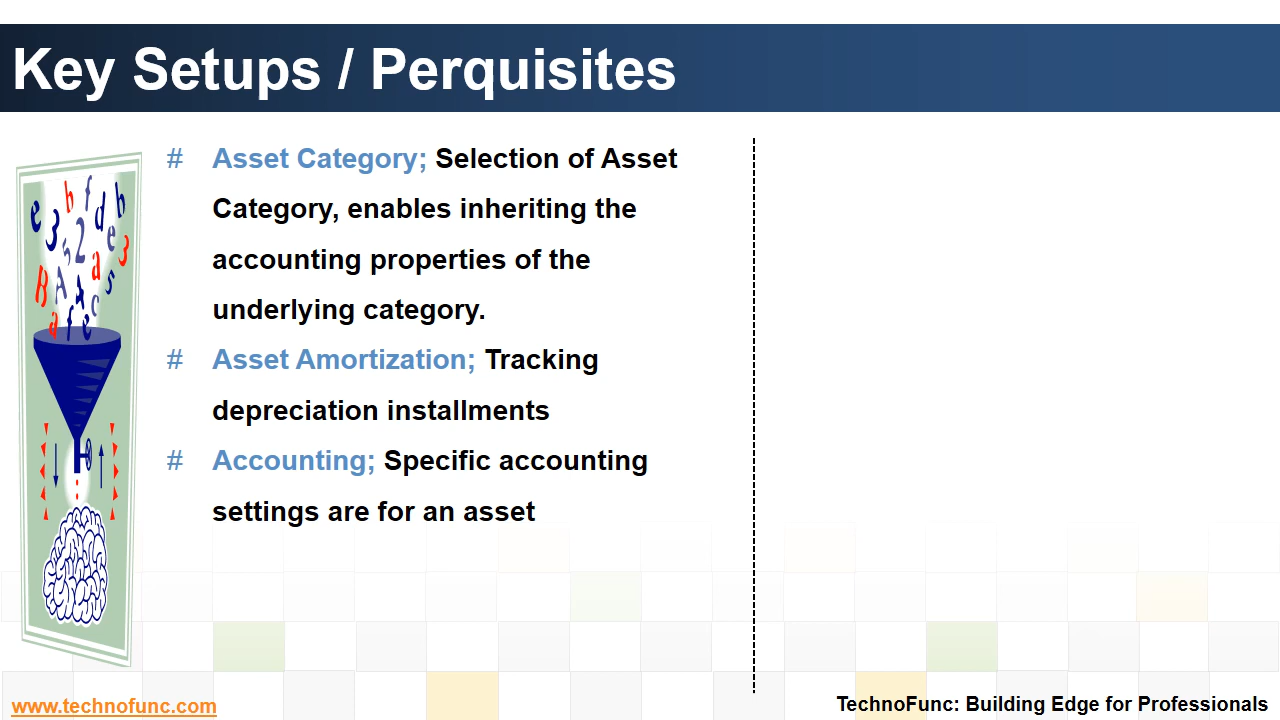 Key Setups / Perquisites
# Asset Category; Selection of Asset
Category, enables inheriting the
accounting properties of the
underlying category.
# Asset Amortization; Tracking
depreciation installments
# Accounting; Specific accounting
settings are for an asset
www.technofunc.com
TechnoFunc: Building Edge for Professionals